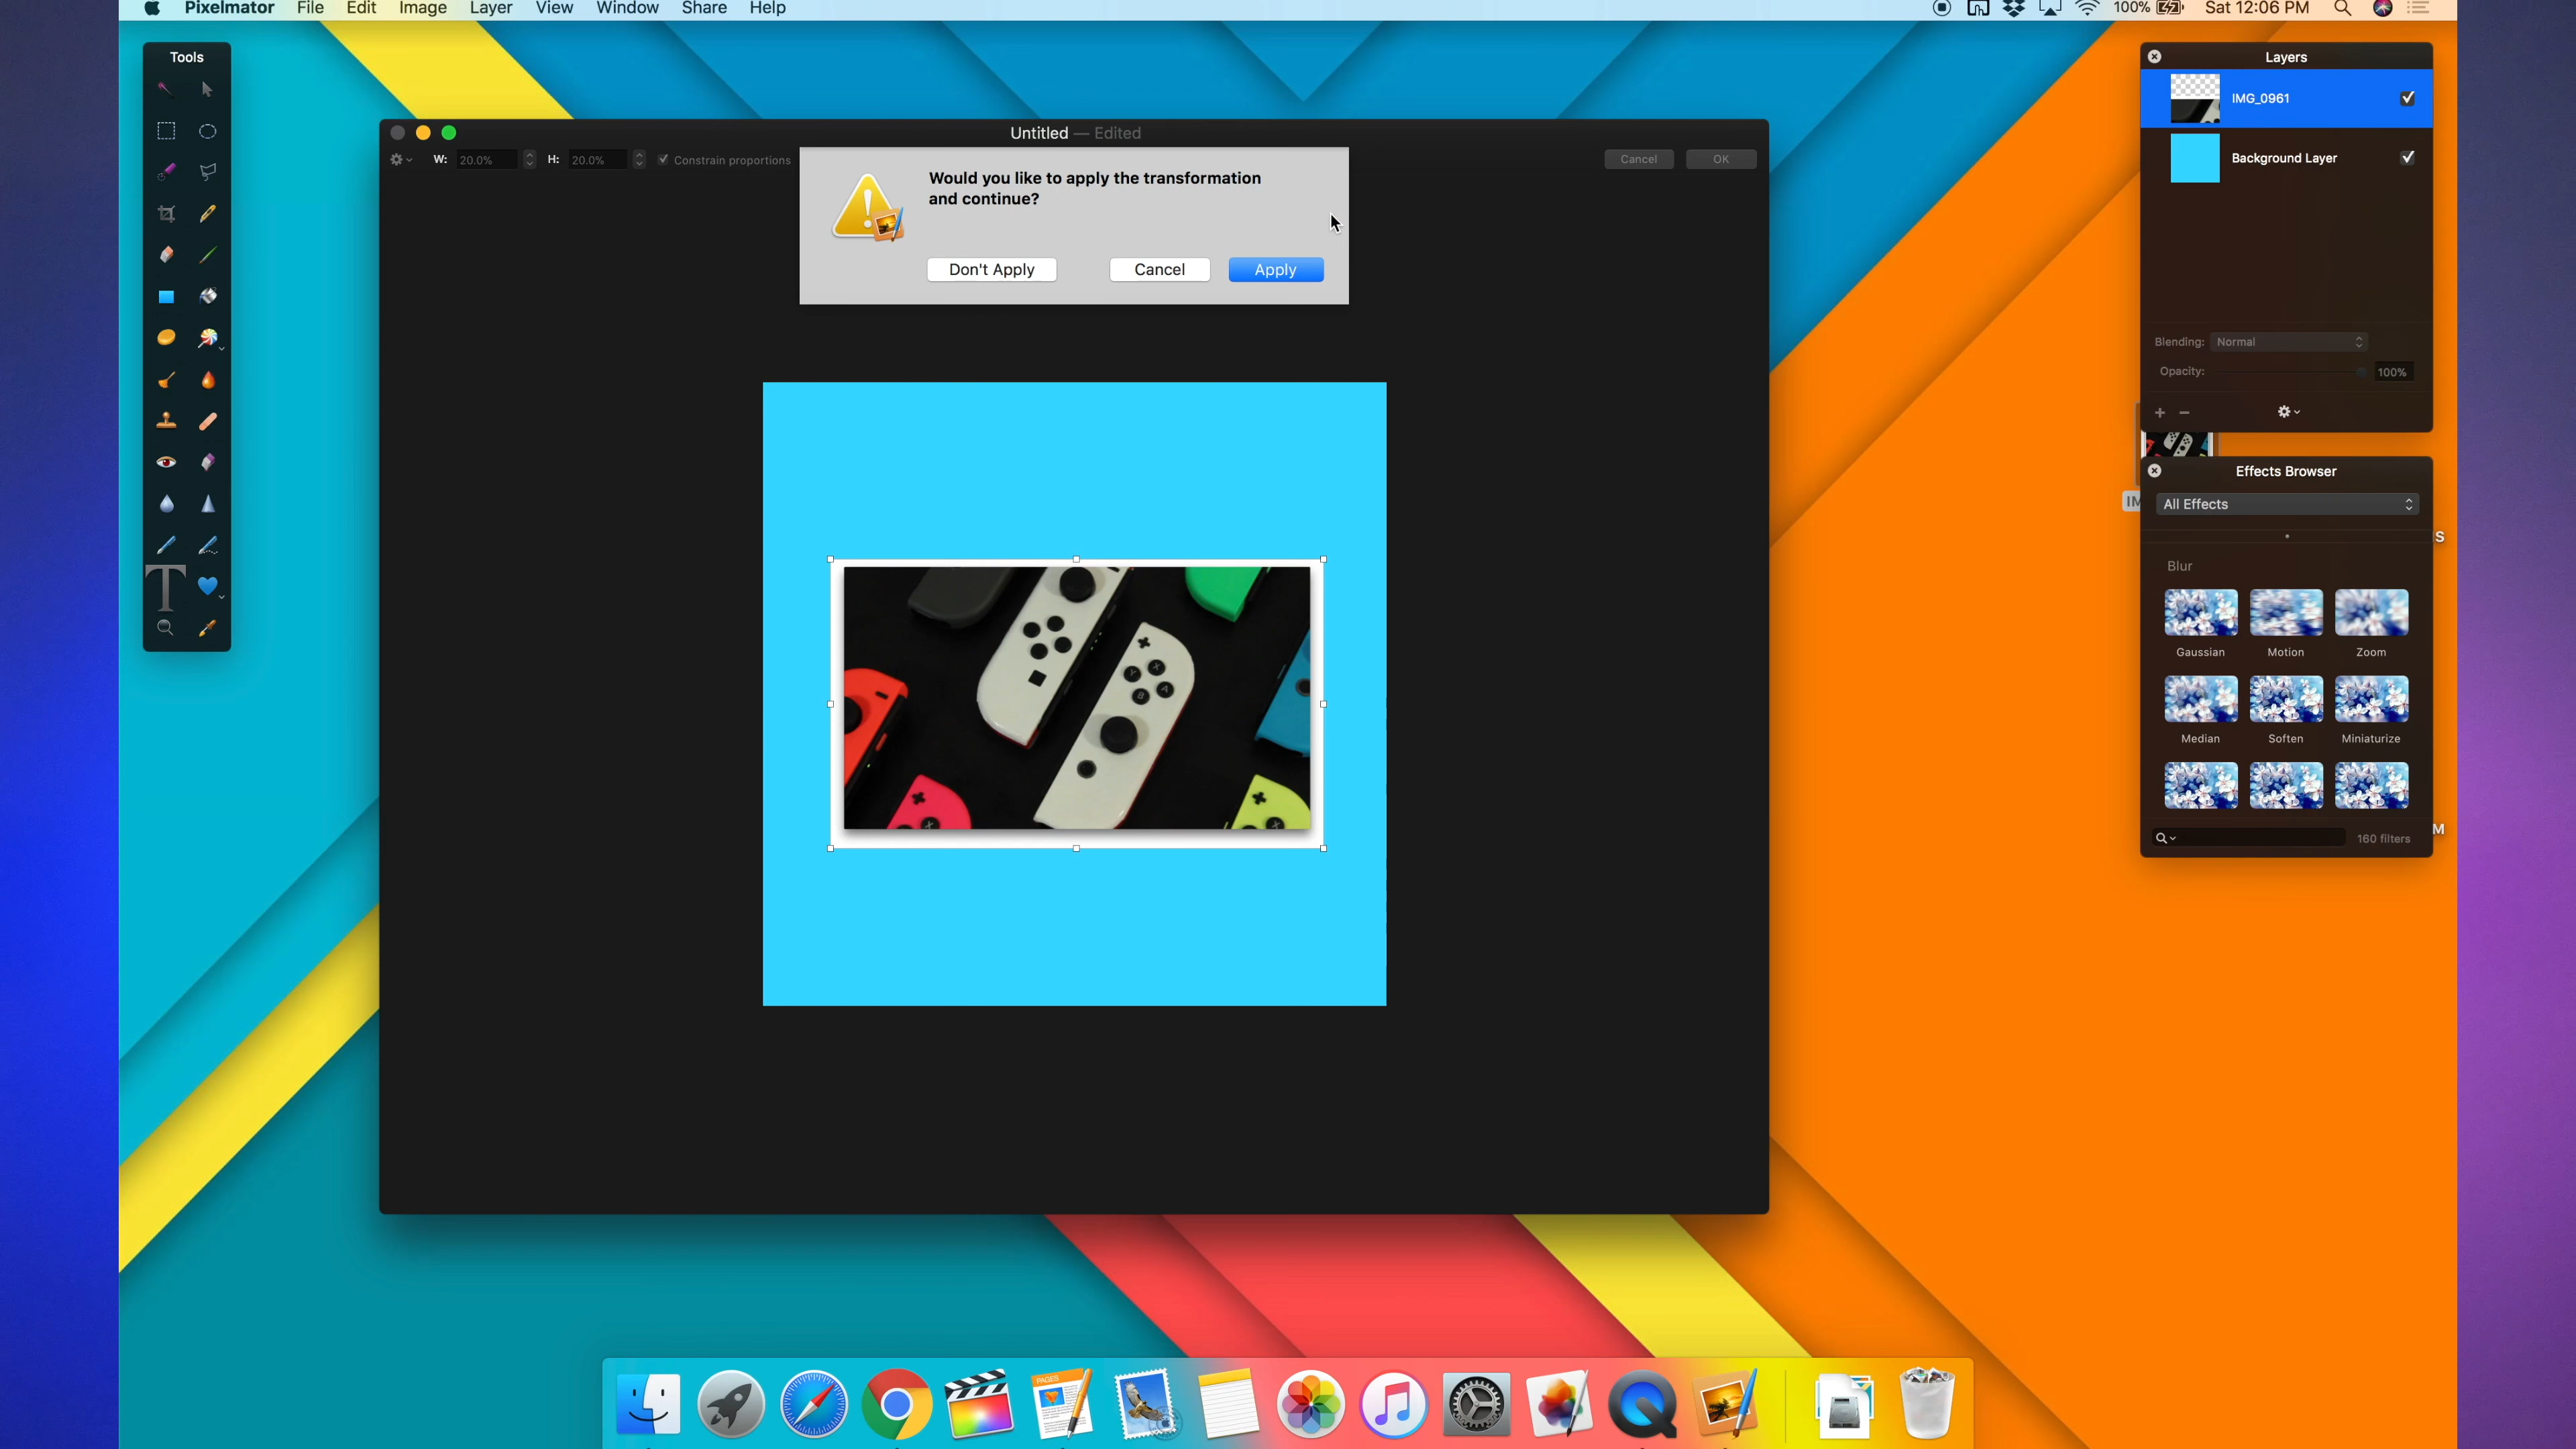 Pixelmator File Edit Image Layer View Window Share Help
100% Sat 12:06 PM
Tools
Untitled — Edited
W: 20.0% H: 20.0% Constrain proportions
Cancel OK
Would you like to apply the transformation
and continue?
Don't Apply Cancel Apply
Layers
IMG_0961
Background Layer
Blending: Normal
Opacity: 100%
IM
Effects Browser
All Effects
S
Blur
Gaussian Motion Zoom
Median Soften Miniaturize
160 filters
M
X
Y A
B
X
X
PAGES